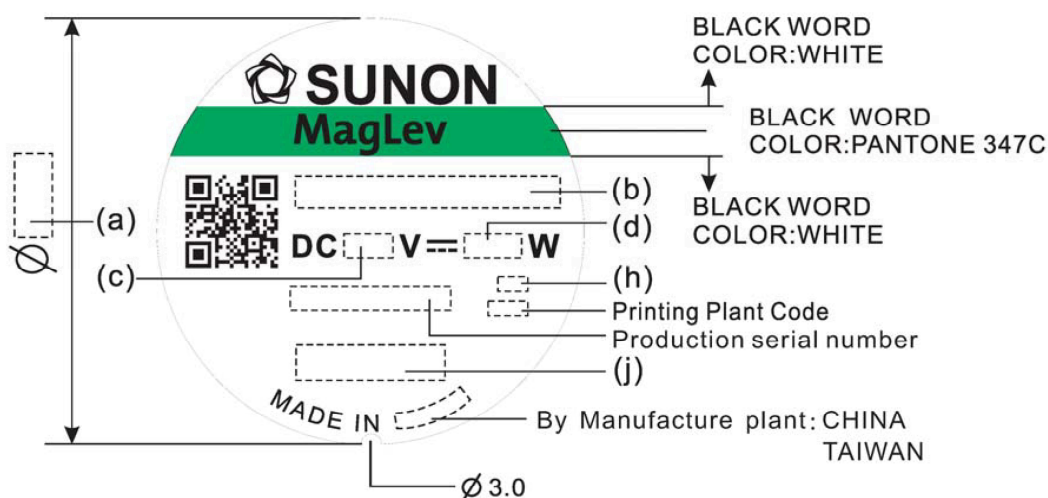 BLACK WORD
COLOR:WHITE
SUNON
MagLev
BLACK WORD
COLOR:PANTONE 347C
(a)
(b)
BLACK WORD
COLOR:WHITE
DC V W
(d)
(c)
(h)
Printing Plant Code
Production serial number
(j)
MADE IN
By Manufacture plant: CHINA
TAIWAN
Ø 3.0
Ø